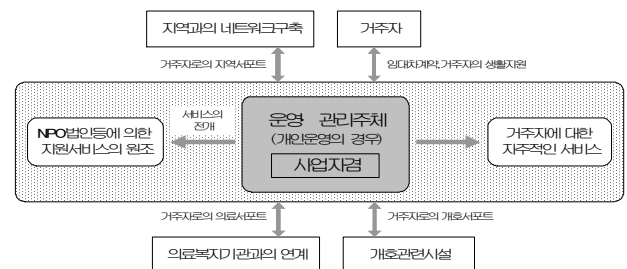 지역과의 네트워크구축
거주자
거주자로의 지역서포트
임대차계약,거주자의 생활지원
서비스의
전개
NPO법인등에 의한
지원서비스의 원조
운영 관리주체
(개인운영의 경우)
사업자겸
거주자에 대한
자주적인 서비스
거주자로의 의료서포트
거주자로의 개호서포트
의료복지기관과의 연계
개호관련시설